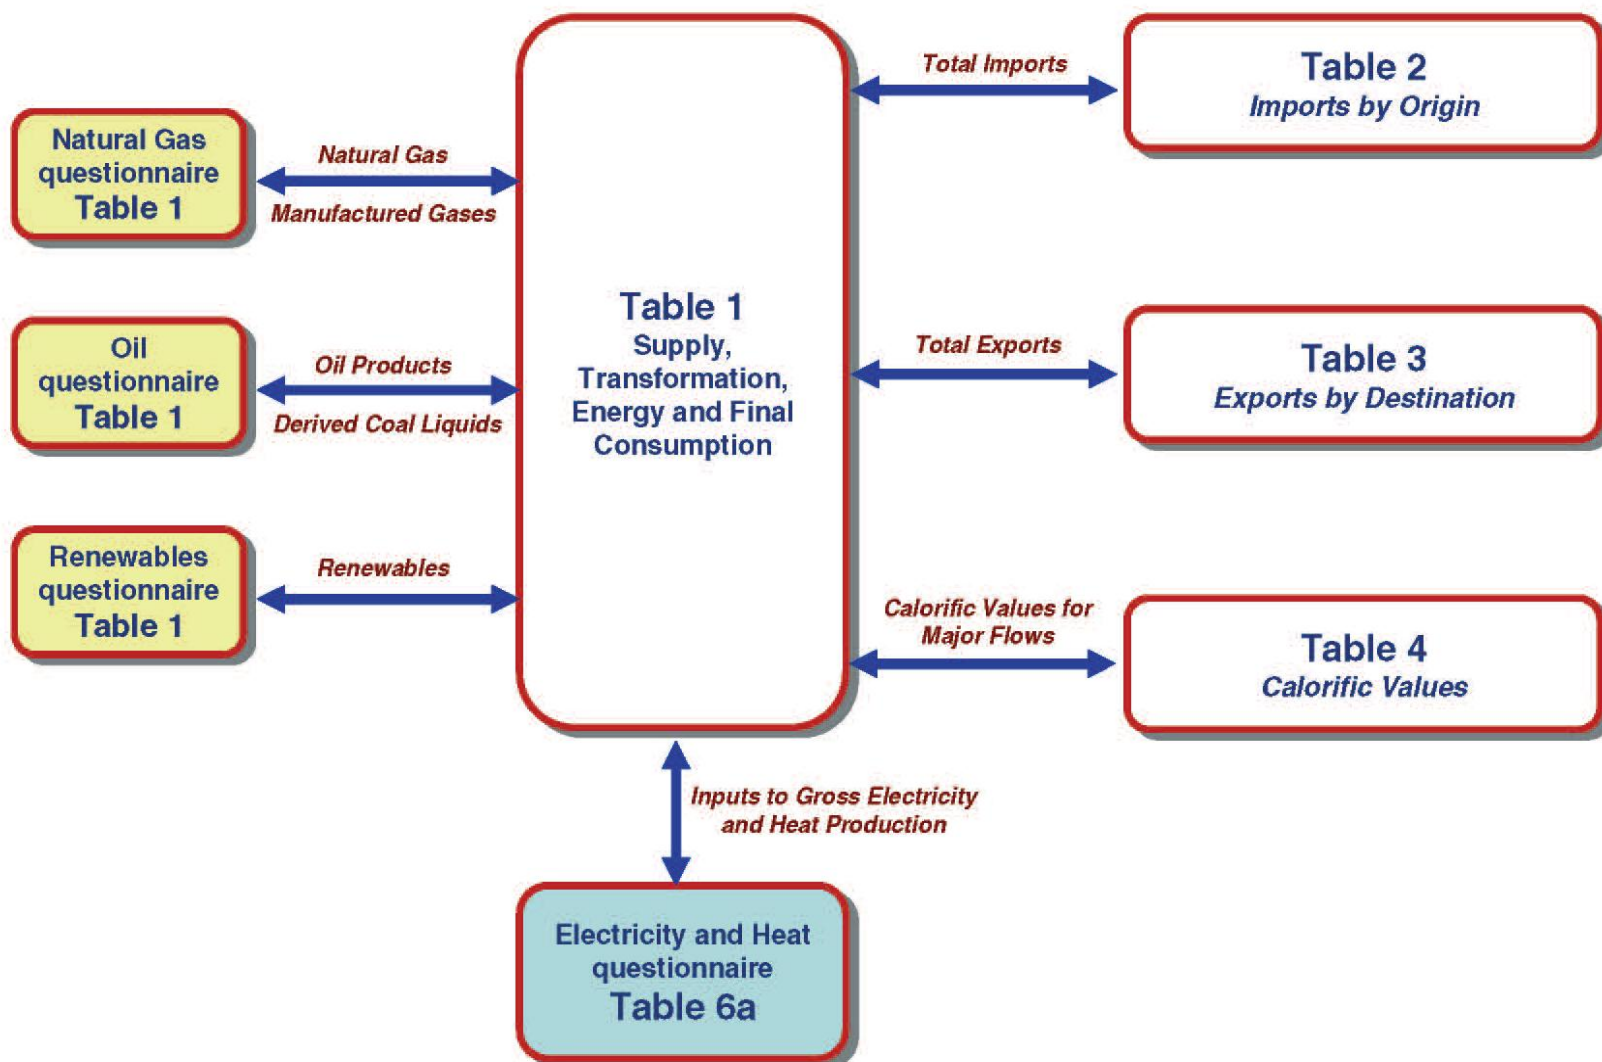 Natural Gas
questionnaire
Table 1
Natural Gas
Manufactured Gases
Oil
questionnaire
Table 1
Oil Products
Derived Coal Liquids
Renewables
questionnaire
Table 1
Renewables
Table 1
Supply,
Transformation,
Energy and Final
Consumption
Total Imports
Table 2
Imports by Origin
Total Exports
Table 3
Exports by Destination
Calorific Values for
Major Flows
Table 4
Calorific Values
Inputs to Gross Electricity
and Heat Production
Electricity and Heat
questionnaire
Table 6a